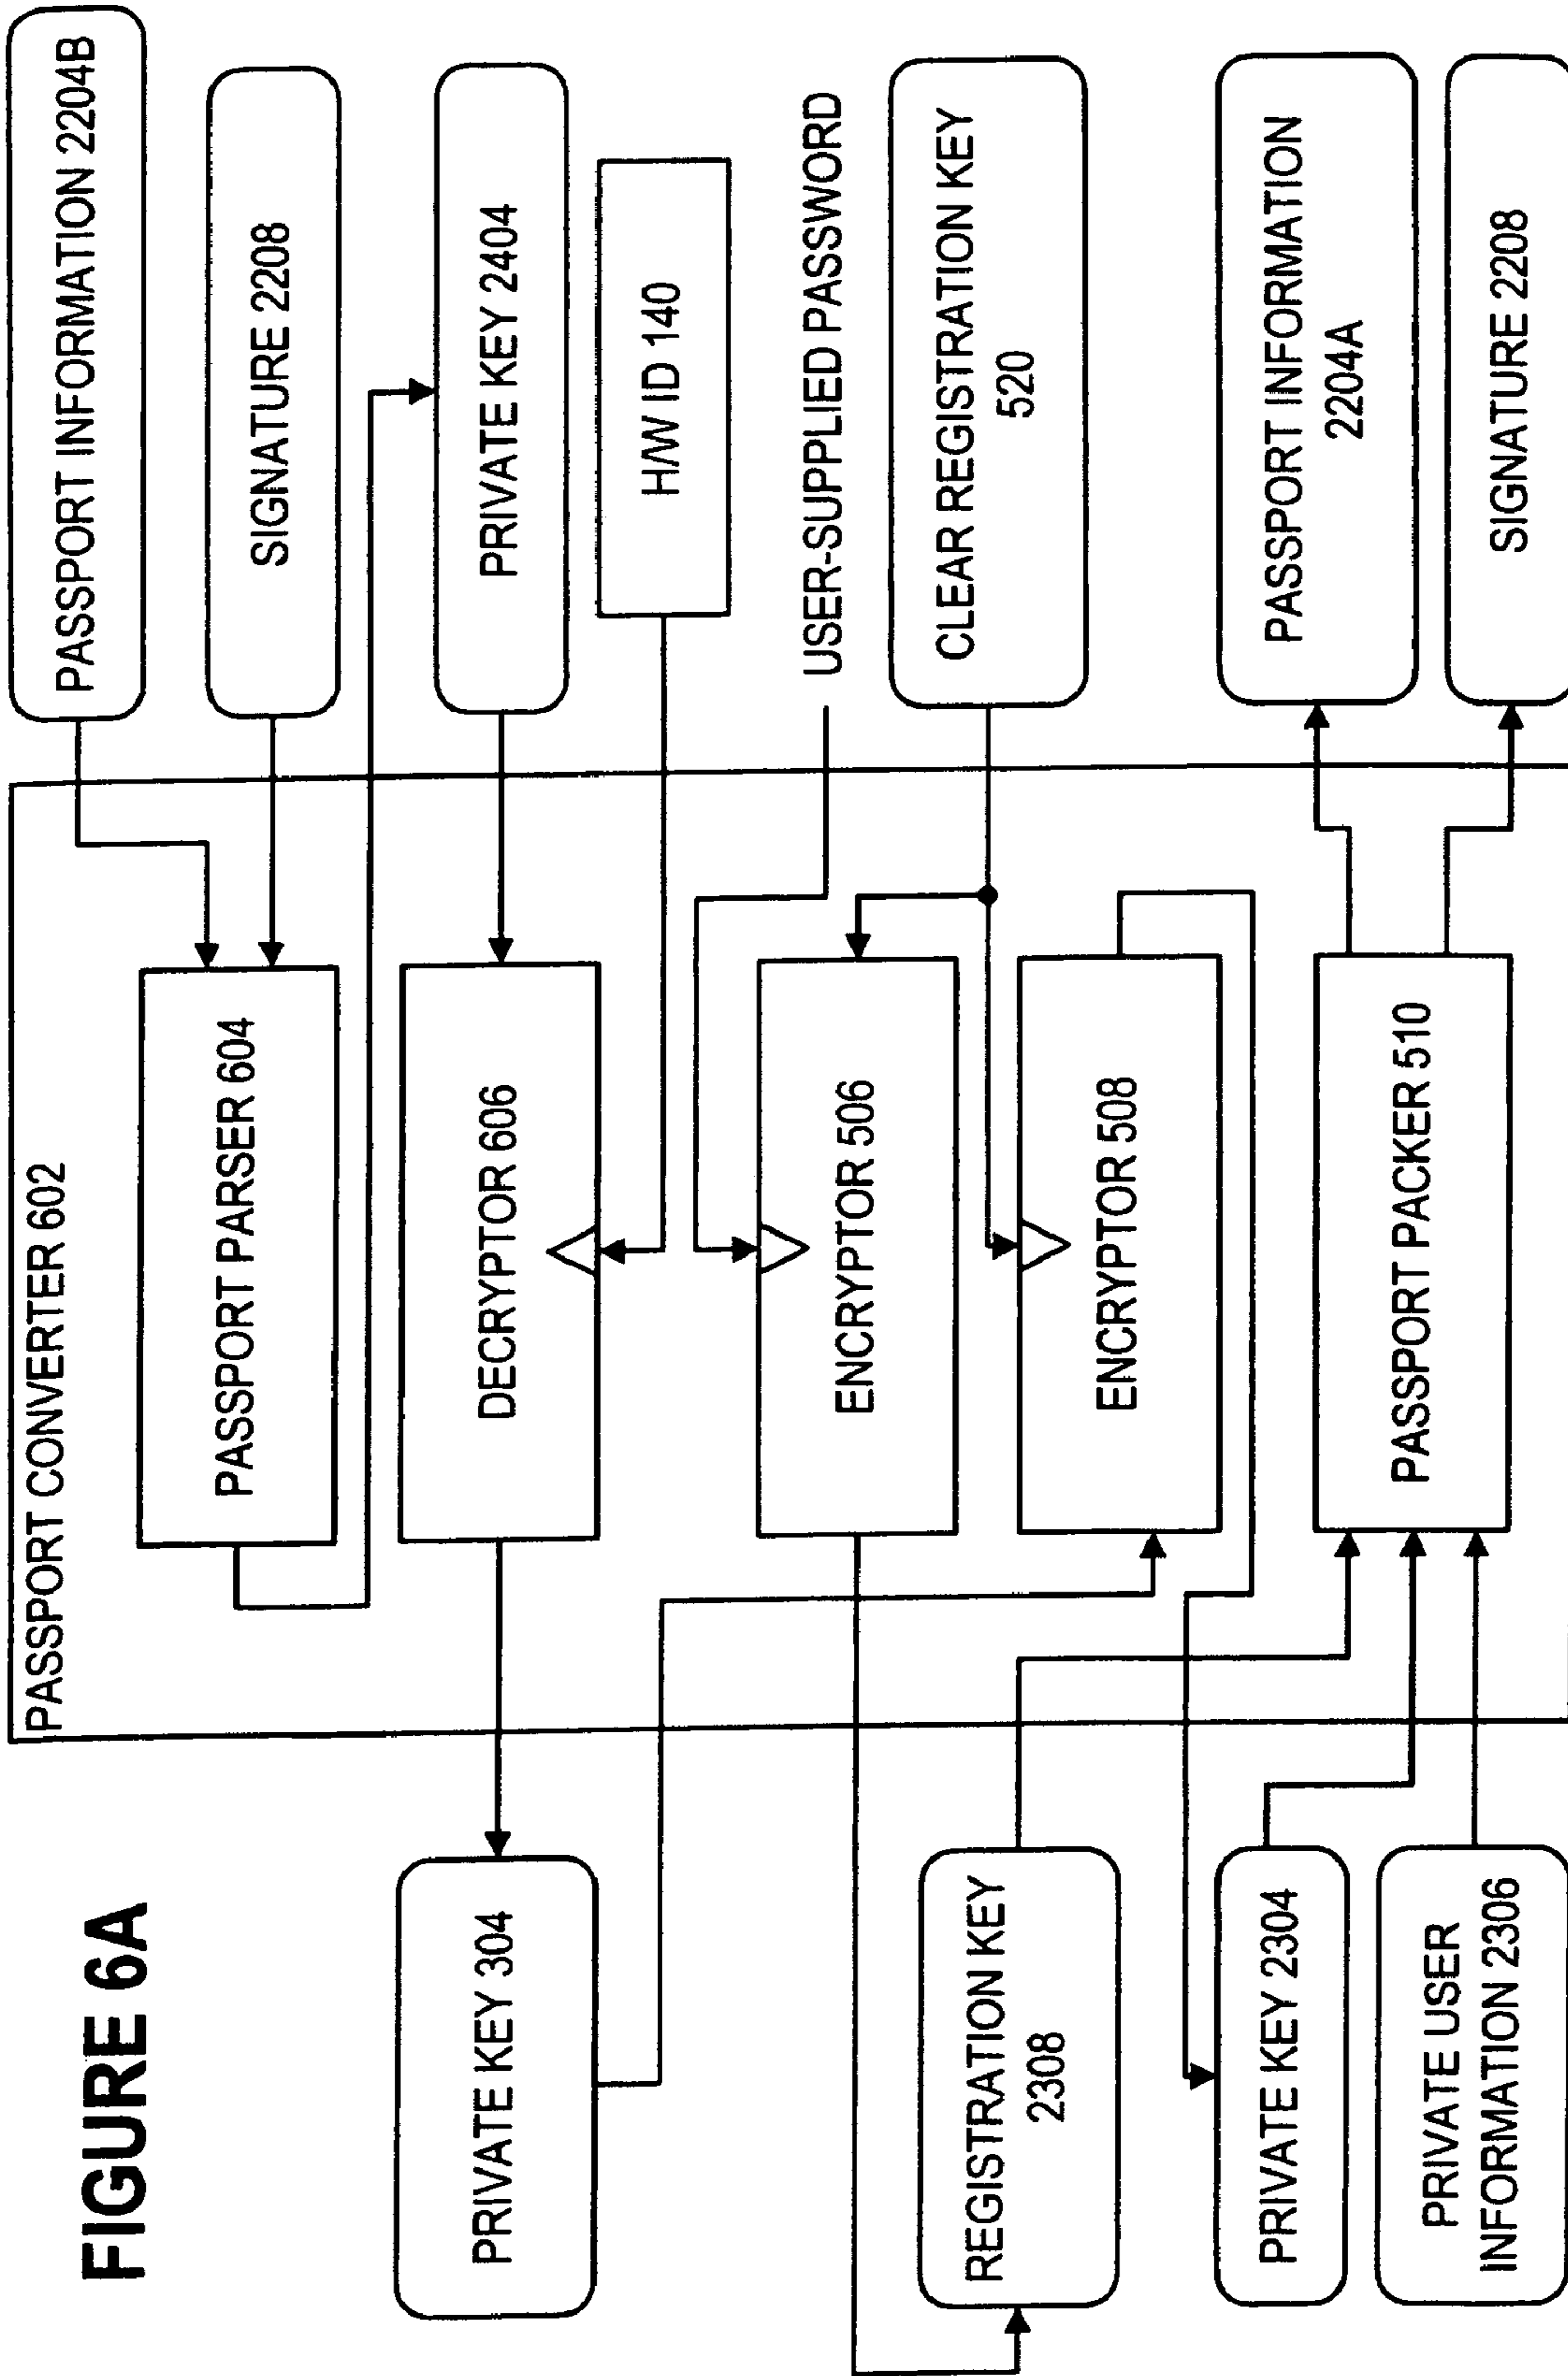 FIGURE 6A
PASSPORT CONVERTER 602
PASSPORT INFORMATION 2204B
PASSPORT PARSER 604
SIGNATURE 2208
PRIVATE KEY 304
DECRYPTOR 606
PRIVATE KEY 2404
H/W ID 140
USER-SUPPLIED PASSWORD
ENCRYPTOR 506
REGISTRATION KEY
2308
ENCRYPTOR 508
CLEAR REGISTRATION KEY
520
PRIVATE KEY 2304
PRIVATE USER
INFORMATION 2306
PASSPORT PACKER 510
PASSPORT INFORMATION
2204A
SIGNATURE 2208